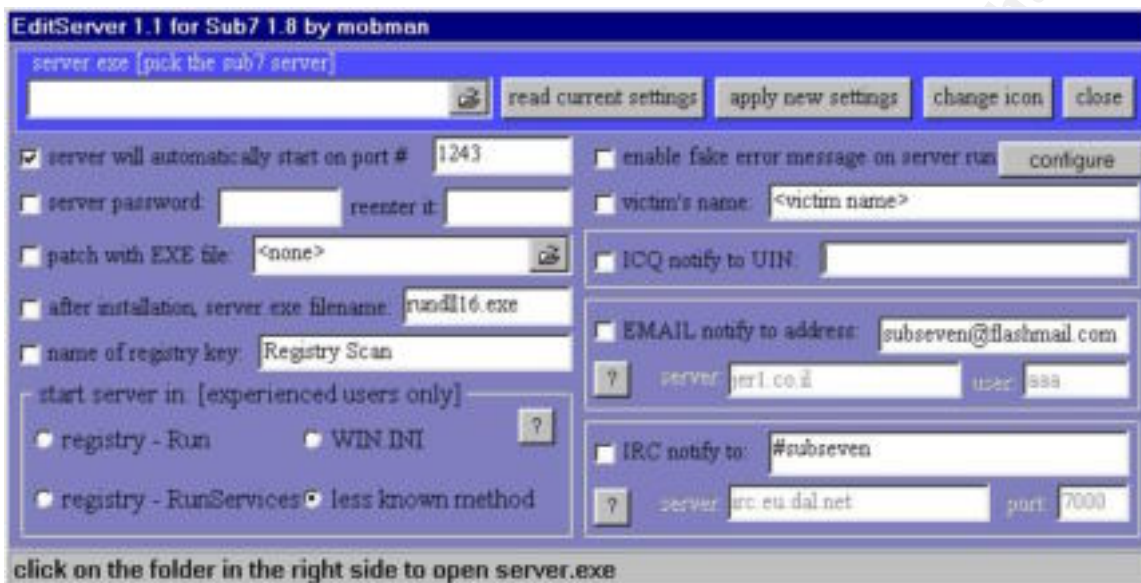 EditServer 1.1 for Sub7 1.8 by mobman
server exe [pick the sub7 server]
read current settings
apply new settings
change icon
close
server will automatically start on port #
1243
server password:
reenter it:
patch with EXE file:
<none>
after installation, server exe filename:
rundll16.exe
name of registry key:
Registry Scan
start server in: [experienced users only]
?
registry - Run
WIN.INI
registry - RunServices
less known method
enable fake error message on server run
configure
victim's name:
<victim name>
ICQ notify to UIN:
EMAIL notify to address:
subseven@flashmail.com
?
server:
jer1.co.il
user:
aaa
IRC notify to:
#subseven
?
server:
irc.eu.dal.net
port:
7000
click on the folder in the right side to open server.exe